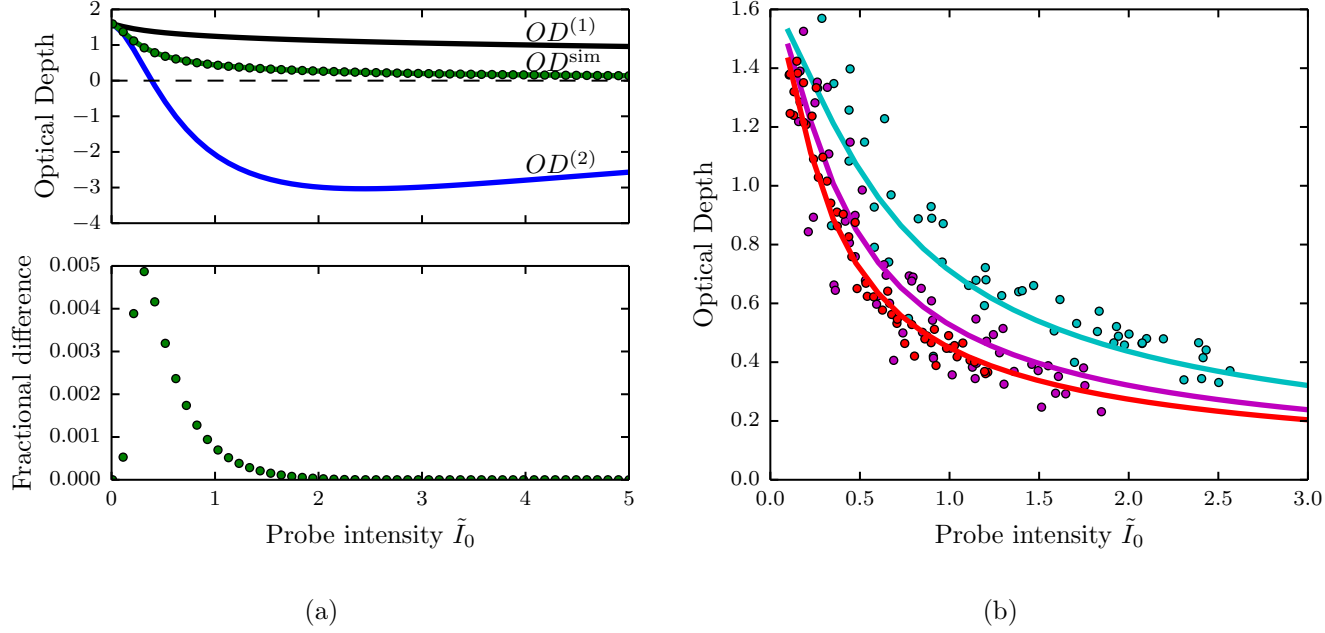 2
1
0
−1
−2
−3
−4
Optical Depth
OD^(1)
OD^sim
OD^(2)
0.005
0.004
0.003
0.002
0.001
0.000
Fractional difference
0 1 2 3 4 5
Probe intensity Ĩ₀
(a)
1.6
1.4
1.2
1.0
0.8
0.6
0.4
0.2
0.0
Optical Depth
0.0 0.5 1.0 1.5 2.0 2.5 3.0
Probe intensity Ĩ₀
(b)